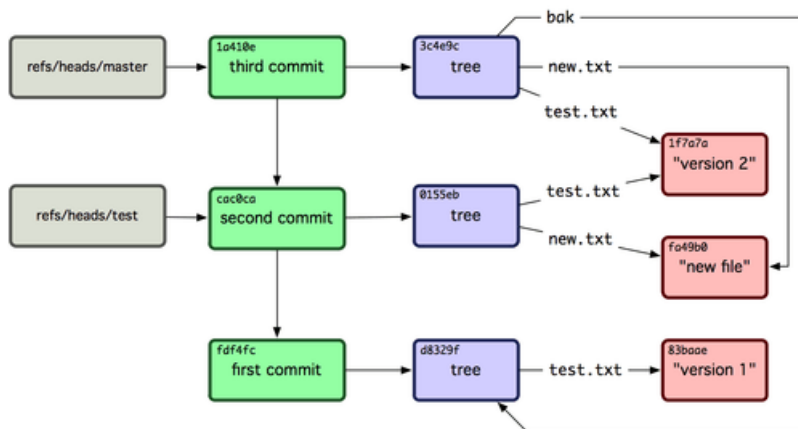 bak
1a410e
3c4e9c
refs/heads/master
third commit
tree
new.txt
test.txt
1f7a7a
"version 2"
cac0ca
0155eb
test.txt
refs/heads/test
second commit
tree
new.txt
fa49b0
"new file"
fdf4fc
d8329f
83baae
first commit
tree
test.txt
"version 1"